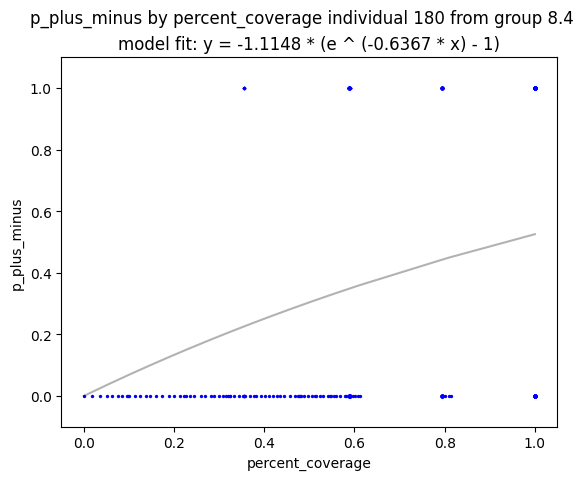 p_plus_minus by percent_coverage individual 180 from group 8.4
model fit: y = -1.1148 * (e ^ (-0.6367 * x) - 1)
1.0
0.8
0.6
0.4
0.2
0.0
p_plus_minus
0.0 0.2 0.4 0.6 0.8 1.0
percent_coverage